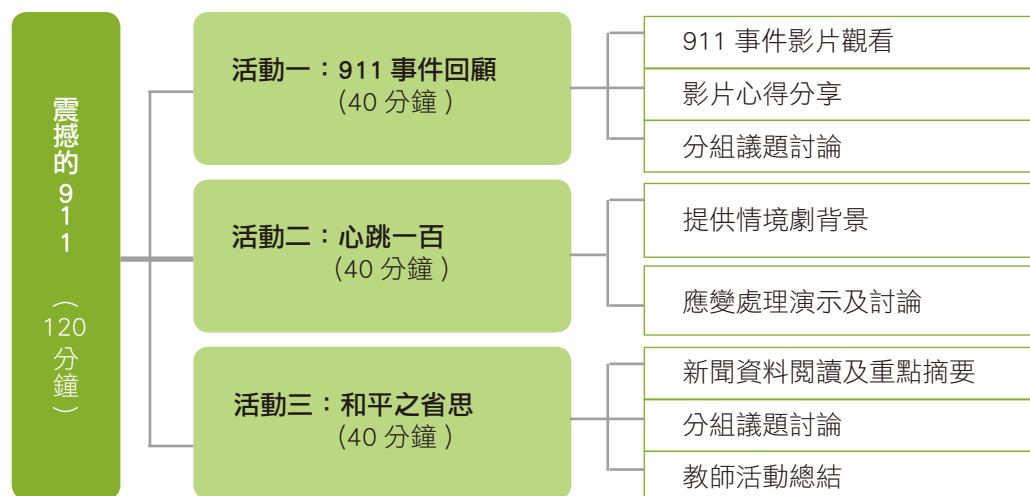 震撼的911
（120分鐘）
活動一：911 事件回顧
（40 分鐘）
911 事件影片觀看
影片心得分享
分組議題討論
活動二：心跳一百
（40 分鐘）
提供情境劇背景
應變處理演示及討論
活動三：和平之省思
（40 分鐘）
新聞資料閱讀及重點摘要
分組議題討論
教師活動總結